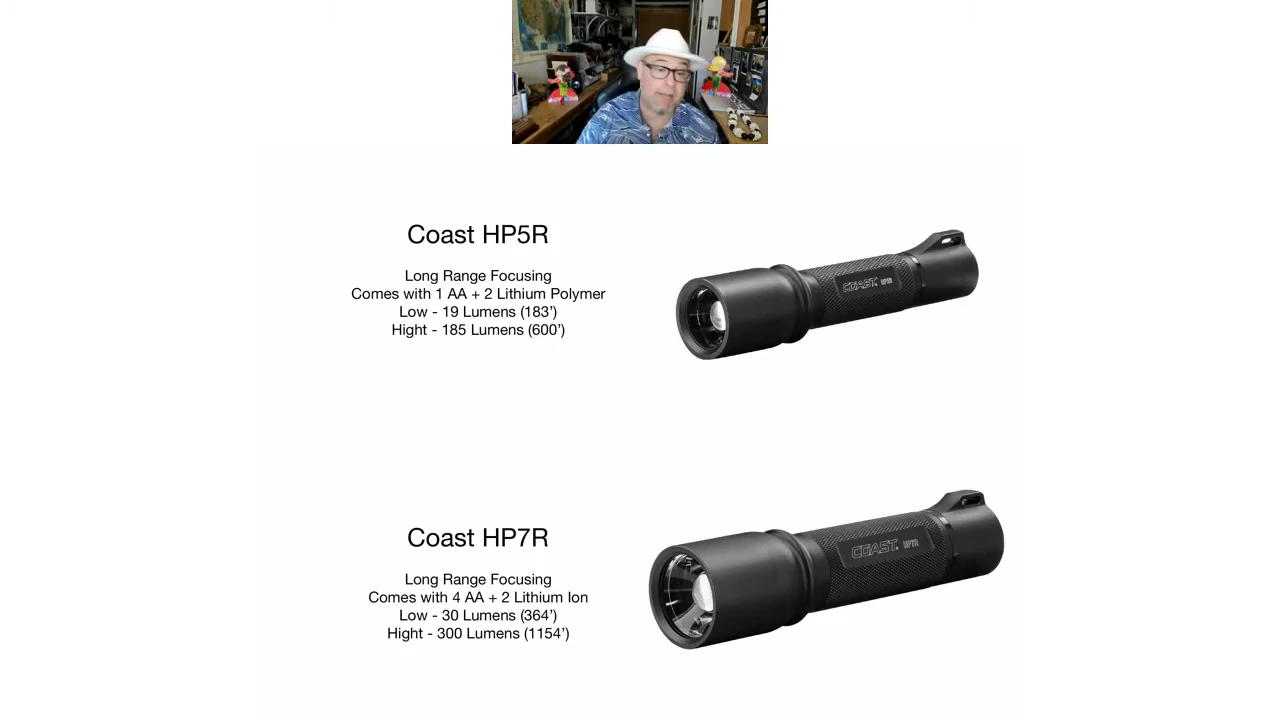 Coast HP5R
Long Range Focusing
Comes with 1 AA + 2 Lithium Polymer
Low - 19 Lumens (183’)
Hight - 185 Lumens (600’)
COAST. HP5R
Coast HP7R
Long Range Focusing
Comes with 4 AA + 2 Lithium Ion
Low - 30 Lumens (364’)
Hight - 300 Lumens (1154’)
COAST. HP7R